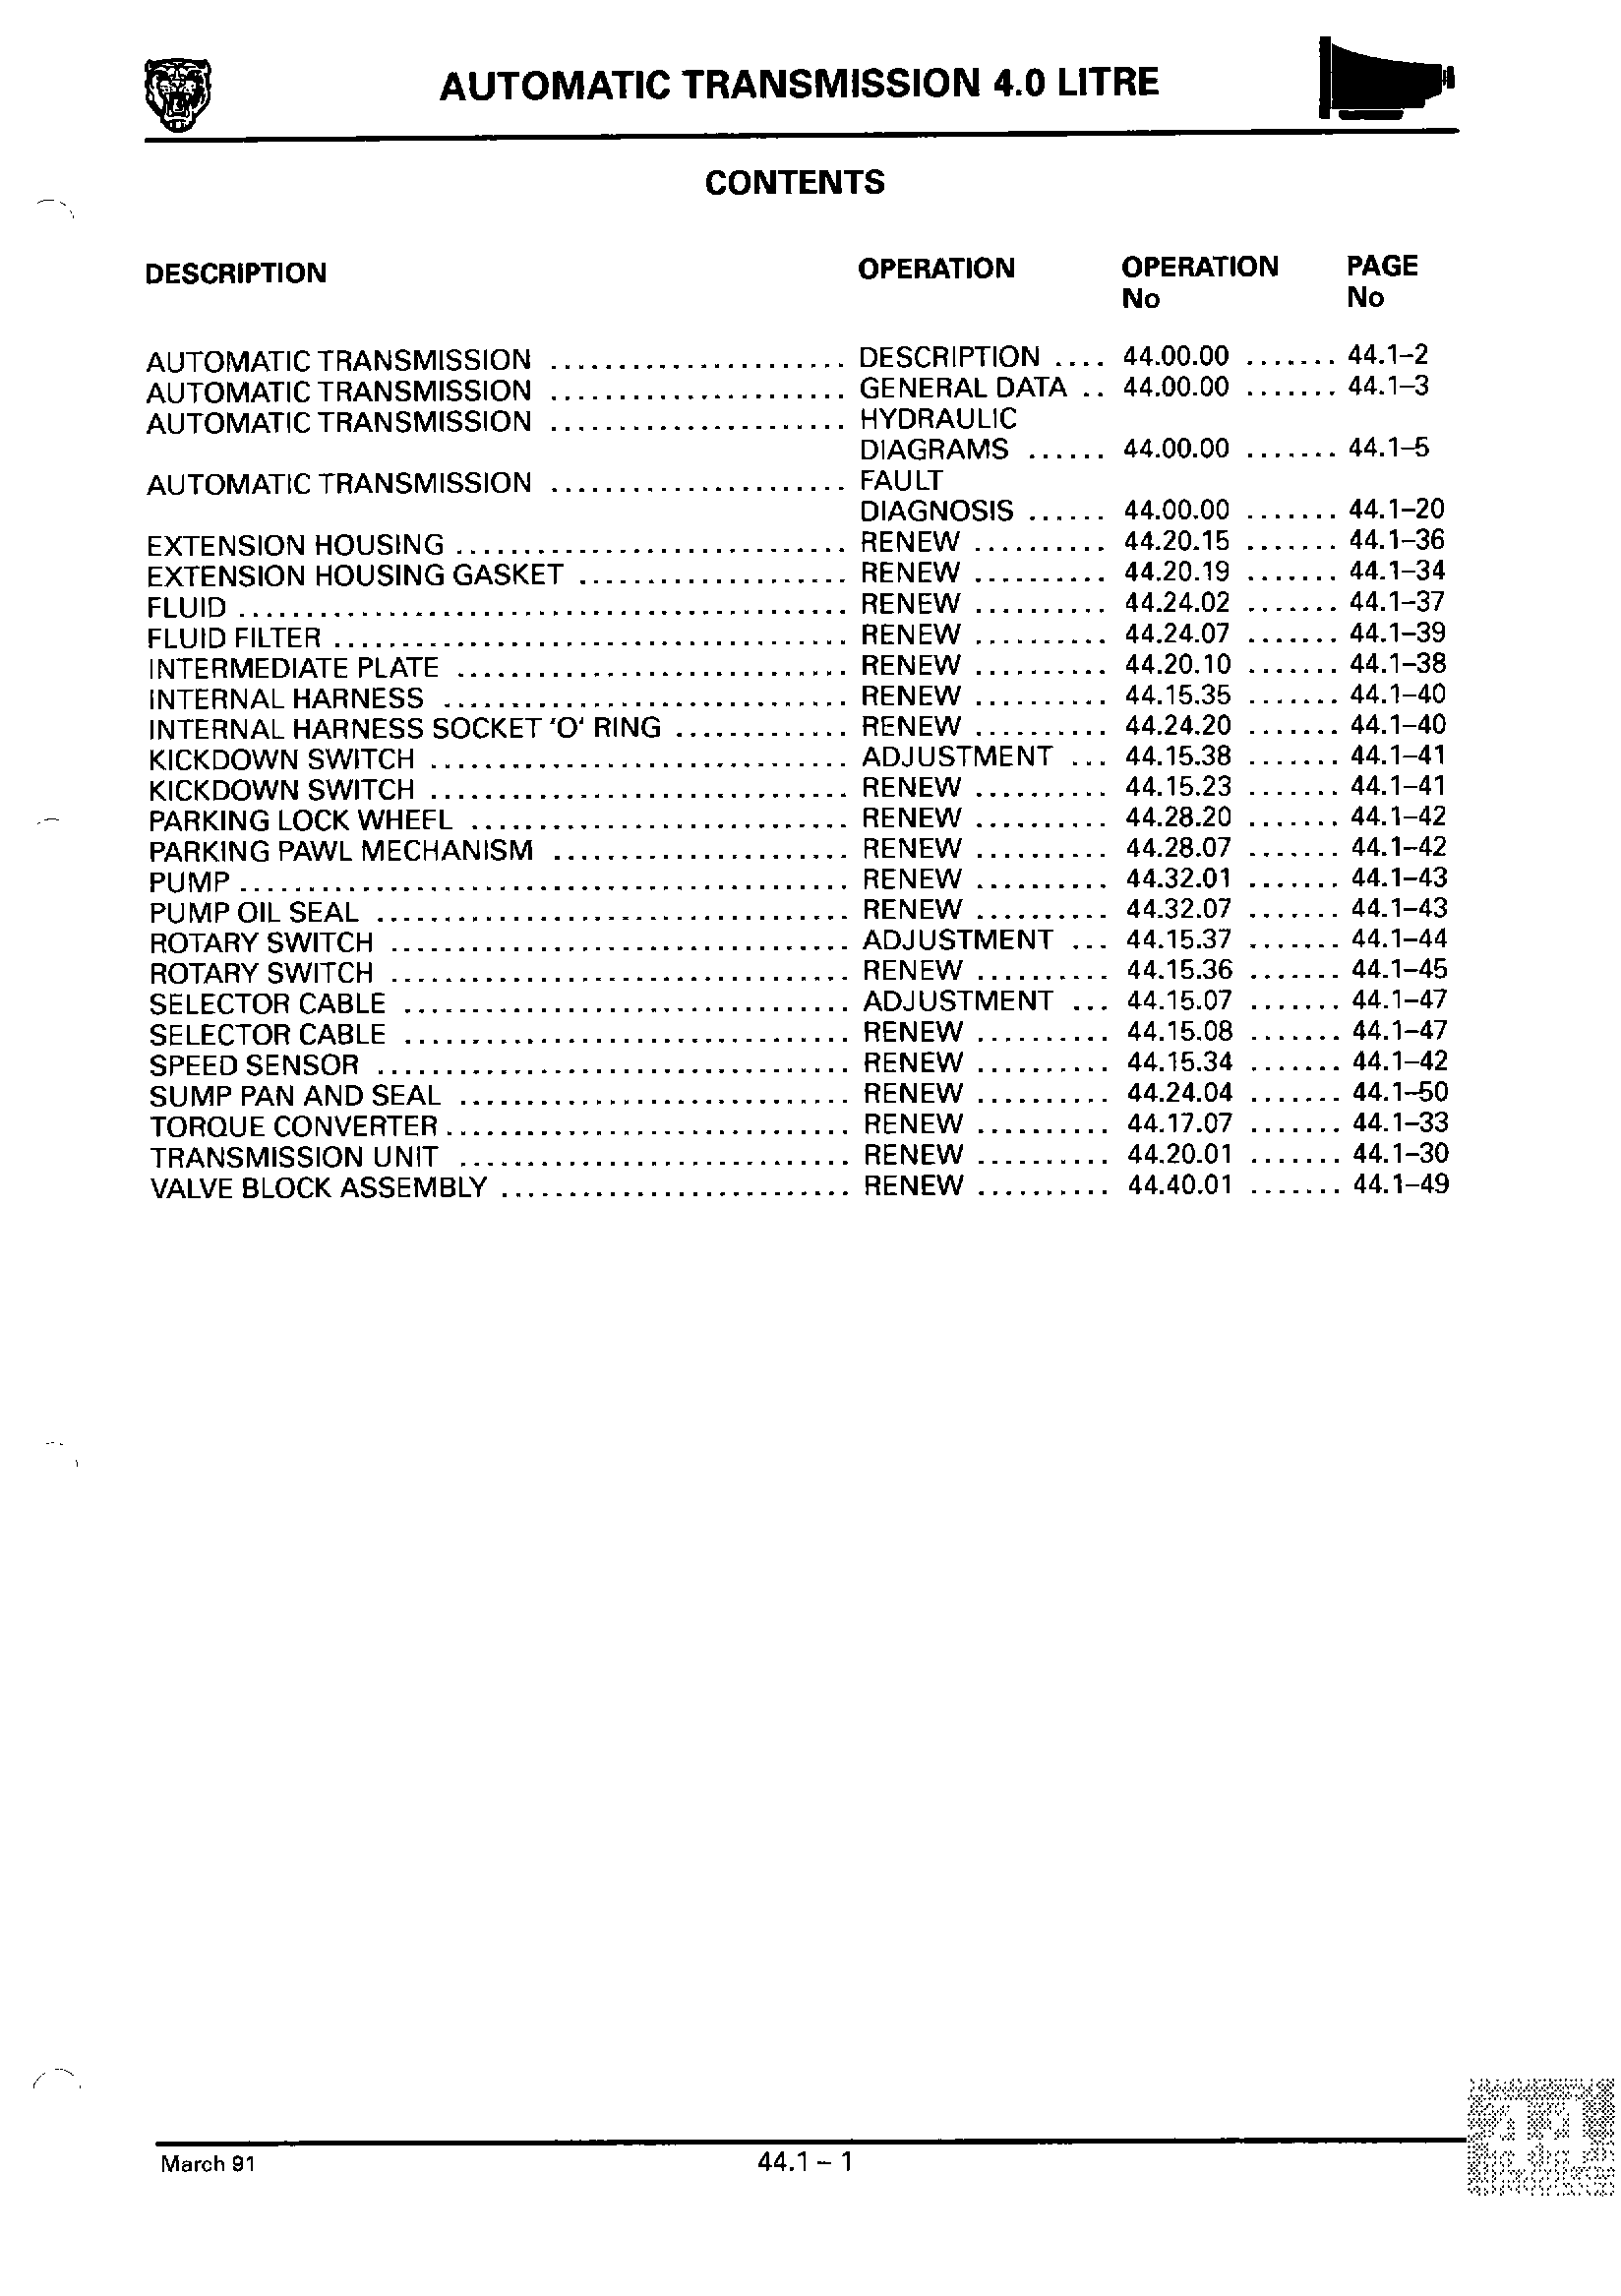 AUTOMATIC TRANSMISSION 4.0 LITRE
CONTENTS
DESCRIPTION OPERATION OPERATION PAGE
No No
AUTOMATIC TRANSMISSION ...................... DESCRIPTION .... 44.00.00 ....... 44.1–2
AUTOMATIC TRANSMISSION ...................... GENERAL DATA .. 44.00.00 ....... 44.1–3
AUTOMATIC TRANSMISSION ...................... HYDRAULIC
DIAGRAMS ...... 44.00.00 ....... 44.1–5
AUTOMATIC TRANSMISSION ...................... FAULT
DIAGNOSIS ...... 44.00.00 ....... 44.1–20
EXTENSION HOUSING ............................. RENEW .......... 44.20.15 ....... 44.1–36
EXTENSION HOUSING GASKET .................... RENEW .......... 44.20.19 ....... 44.1–34
FLUID ............................................. RENEW .......... 44.24.02 ....... 44.1–37
FLUID FILTER ...................................... RENEW .......... 44.24.07 ....... 44.1–39
INTERMEDIATE PLATE ............................. RENEW .......... 44.20.10 ....... 44.1–38
INTERNAL HARNESS .............................. RENEW .......... 44.15.35 ....... 44.1–40
INTERNAL HARNESS SOCKET 'O' RING ............. RENEW .......... 44.24.20 ....... 44.1–40
KICKDOWN SWITCH ............................... ADJUSTMENT ... 44.15.38 ....... 44.1–41
KICKDOWN SWITCH ............................... RENEW .......... 44.15.23 ....... 44.1–41
PARKING LOCK WHEEL ............................ RENEW .......... 44.28.20 ....... 44.1–42
PARKING PAWL MECHANISM ...................... RENEW .......... 44.28.07 ....... 44.1–42
PUMP ............................................. RENEW .......... 44.32.01 ....... 44.1–43
PUMP OIL SEAL ................................... RENEW .......... 44.32.07 ....... 44.1–43
ROTARY SWITCH .................................. ADJUSTMENT ... 44.15.37 ....... 44.1–44
ROTARY SWITCH .................................. RENEW .......... 44.15.36 ....... 44.1–45
SELECTOR CABLE ................................. ADJUSTMENT ... 44.15.07 ....... 44.1–47
SELECTOR CABLE ................................. RENEW .......... 44.15.08 ....... 44.1–47
SPEED SENSOR ................................... RENEW .......... 44.15.34 ....... 44.1–42
SUMP PAN AND SEAL ............................. RENEW .......... 44.24.04 ....... 44.1–50
TORQUE CONVERTER .............................. RENEW .......... 44.17.07 ....... 44.1–33
TRANSMISSION UNIT ............................. RENEW .......... 44.20.01 ....... 44.1–30
VALVE BLOCK ASSEMBLY .......................... RENEW .......... 44.40.01 ....... 44.1–49
March 91 44.1 – 1